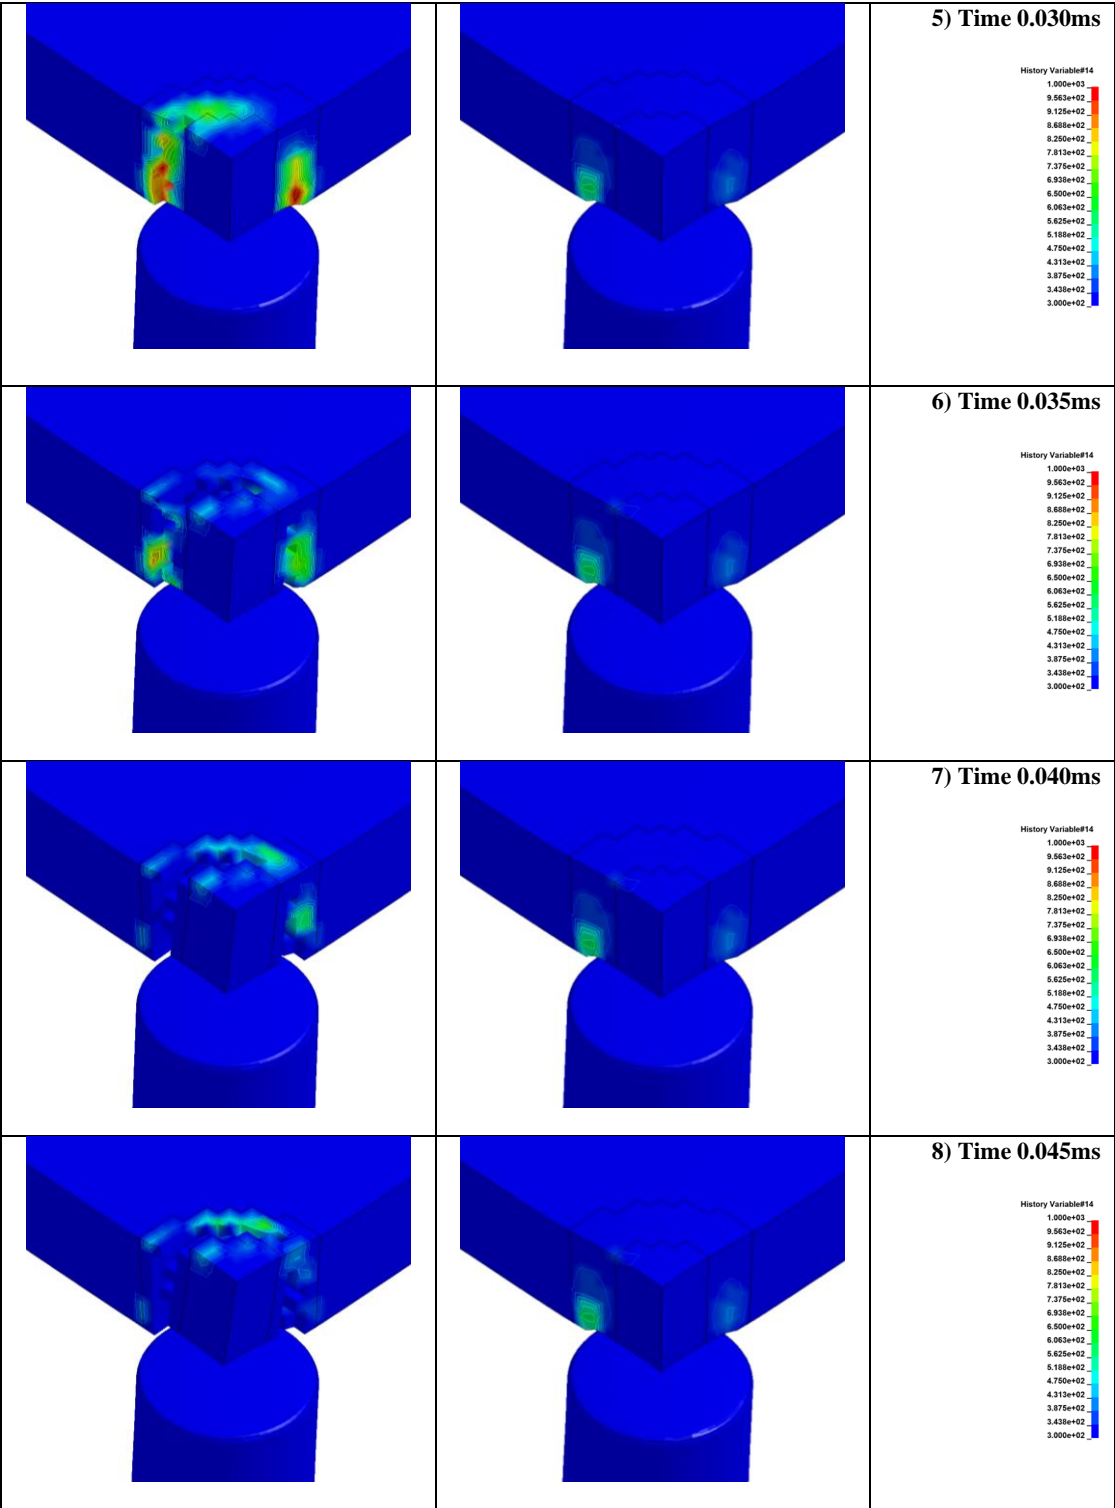 5) Time 0.030ms
History Variable#14
1.000e+03
9.563e+02
9.125e+02
8.688e+02
8.250e+02
7.813e+02
7.375e+02
6.938e+02
6.500e+02
6.063e+02
5.625e+02
5.188e+02
4.750e+02
4.313e+02
3.875e+02
3.438e+02
3.000e+02
6) Time 0.035ms
History Variable#14
1.000e+03
9.563e+02
9.125e+02
8.688e+02
8.250e+02
7.813e+02
7.375e+02
6.938e+02
6.500e+02
6.063e+02
5.625e+02
5.188e+02
4.750e+02
4.313e+02
3.875e+02
3.438e+02
3.000e+02
7) Time 0.040ms
History Variable#14
1.000e+03
9.563e+02
9.125e+02
8.688e+02
8.250e+02
7.813e+02
7.375e+02
6.938e+02
6.500e+02
6.063e+02
5.625e+02
5.188e+02
4.750e+02
4.313e+02
3.875e+02
3.438e+02
3.000e+02
8) Time 0.045ms
History Variable#14
1.000e+03
9.563e+02
9.125e+02
8.688e+02
8.250e+02
7.813e+02
7.375e+02
6.938e+02
6.500e+02
6.063e+02
5.625e+02
5.188e+02
4.750e+02
4.313e+02
3.875e+02
3.438e+02
3.000e+02